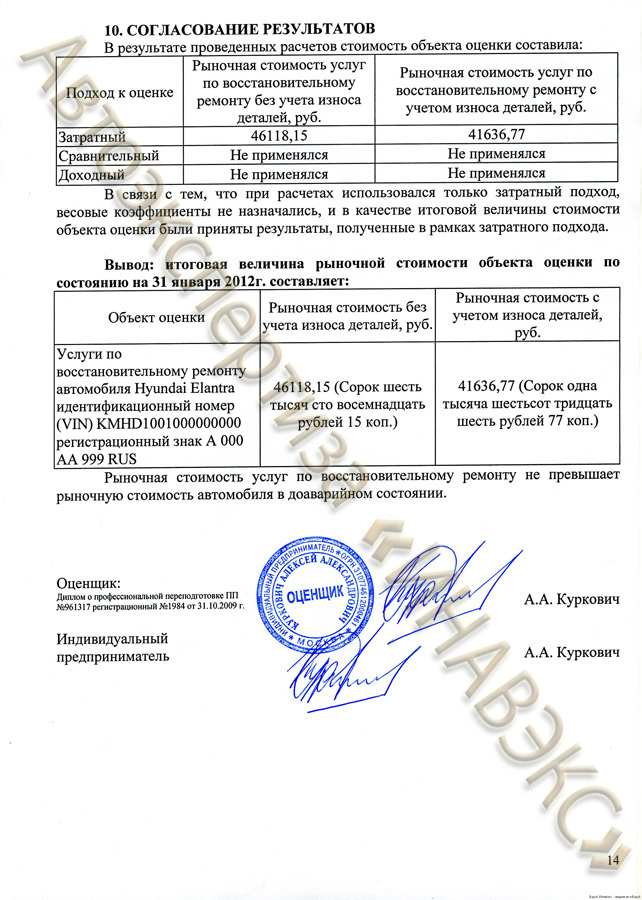 10. СОГЛАСОВАНИЕ РЕЗУЛЬТАТОВ
В результате проведенных расчетов стоимость объекта оценки составила:
Подход к оценке
Рыночная стоимость услуг
по восстановительному
ремонту без учета износа
деталей, руб.
Рыночная стоимость услуг по
восстановительному ремонту с
учетом износа деталей, руб.
Затратный 46118,15 41636,77
Сравнительный Не применялся Не применялся
Доходный Не применялся Не применялся
В связи с тем, что при расчетах использовался только затратный подход,
весовые коэффициенты не назначались, и в качестве итоговой величины стоимости
объекта оценки были приняты результаты, полученные в рамках затратного подхода.
Вывод: итоговая величина рыночной стоимости объекта оценки по
состоянию на 31 января 2012г. составляет:
Объект оценки
Рыночная стоимость без
учета износа деталей, руб.
Рыночная стоимость с
учетом износа деталей,
руб.
Услуги по
восстановительному ремонту
автомобиля Hyundai Elantra
идентификационный номер
(VIN) KMHD1001000000000
регистрационный знак А 000
АА 999 RUS
46118,15 (Сорок шесть
тысяч сто восемнадцать
рублей 15 коп.)
41636,77 (Сорок одна
тысяча шестьсот тридцать
шесть рублей 77 коп.)
Рыночная стоимость услуг по восстановительному ремонту не превышает
рыночную стоимость автомобиля в доаварийном состоянии.
Оценщик:
Диплом о профессиональной переподготовке ПП
№961317 регистрационный №1984 от 31.10.2009 г.
А.А. Куркович
Индивидуальный
предприниматель
А.А. Куркович
ИНДИВИДУАЛЬНЫЙ ПРЕДПРИНИМАТЕЛЬ
КУРКОВИЧ АЛЕКСЕЙ АЛЕКСАНДРОВИЧ
ОЦЕНЩИК
МОСКВА
Автоэкспертиза «ИНАВЭКС»
14